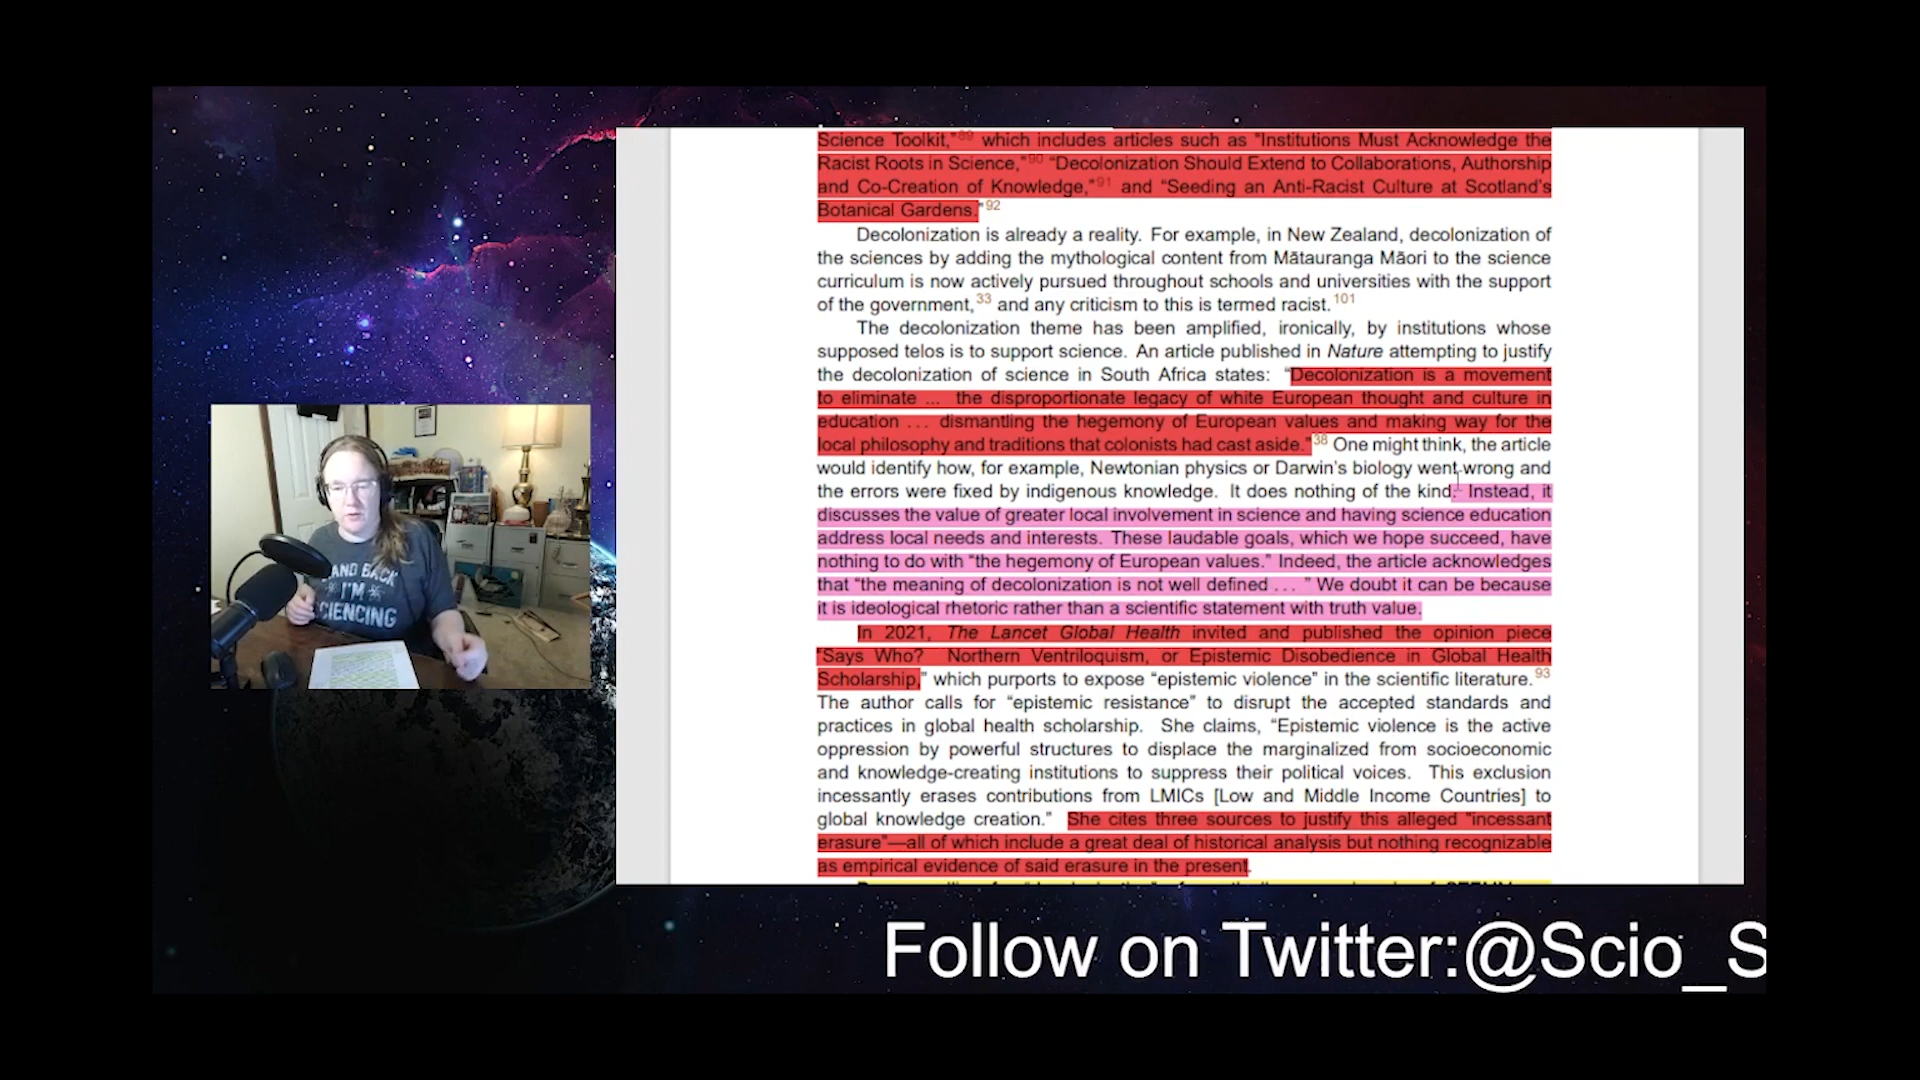 Science Toolkit,"89 which includes articles such as "Institutions Must Acknowledge the
Racist Roots in Science,"90 "Decolonization Should Extend to Collaborations, Authorship
and Co-Creation of Knowledge,"91 and "Seeding an Anti-Racist Culture at Scotland's
Botanical Gardens."92
Decolonization is already a reality. For example, in New Zealand, decolonization of
the sciences by adding the mythological content from Mātauranga Māori to the science
curriculum is now actively pursued throughout schools and universities with the support
of the government,33 and any criticism to this is termed racist.101
The decolonization theme has been amplified, ironically, by institutions whose
supposed telos is to support science. An article published in Nature attempting to justify
the decolonization of science in South Africa states: "Decolonization is a movement
to eliminate ... the disproportionate legacy of white European thought and culture in
education ... dismantling the hegemony of European values and making way for the
local philosophy and traditions that colonists had cast aside."38 One might think, the article
would identify how, for example, Newtonian physics or Darwin's biology went wrong and
the errors were fixed by indigenous knowledge. It does nothing of the kind. Instead, it
discusses the value of greater local involvement in science and having science education
address local needs and interests. These laudable goals, which we hope succeed, have
nothing to do with "the hegemony of European values." Indeed, the article acknowledges
that "the meaning of decolonization is not well defined ... " We doubt it can be because
it is ideological rhetoric rather than a scientific statement with truth value.
In 2021, The Lancet Global Health invited and published the opinion piece
"Says Who? Northern Ventriloquism, or Epistemic Disobedience in Global Health
Scholarship," which purports to expose "epistemic violence" in the scientific literature.93
The author calls for "epistemic resistance" to disrupt the accepted standards and
practices in global health scholarship. She claims, "Epistemic violence is the active
oppression by powerful structures to displace the marginalized from socioeconomic
and knowledge-creating institutions to suppress their political voices. This exclusion
incessantly erases contributions from LMICs [Low and Middle Income Countries] to
global knowledge creation." She cites three sources to justify this alleged "incessant
erasure"—all of which include a great deal of historical analysis but nothing recognizable
as empirical evidence of said erasure in the present.
AND BACK
I'M
CIENCING
Follow on Twitter:@Scio_S